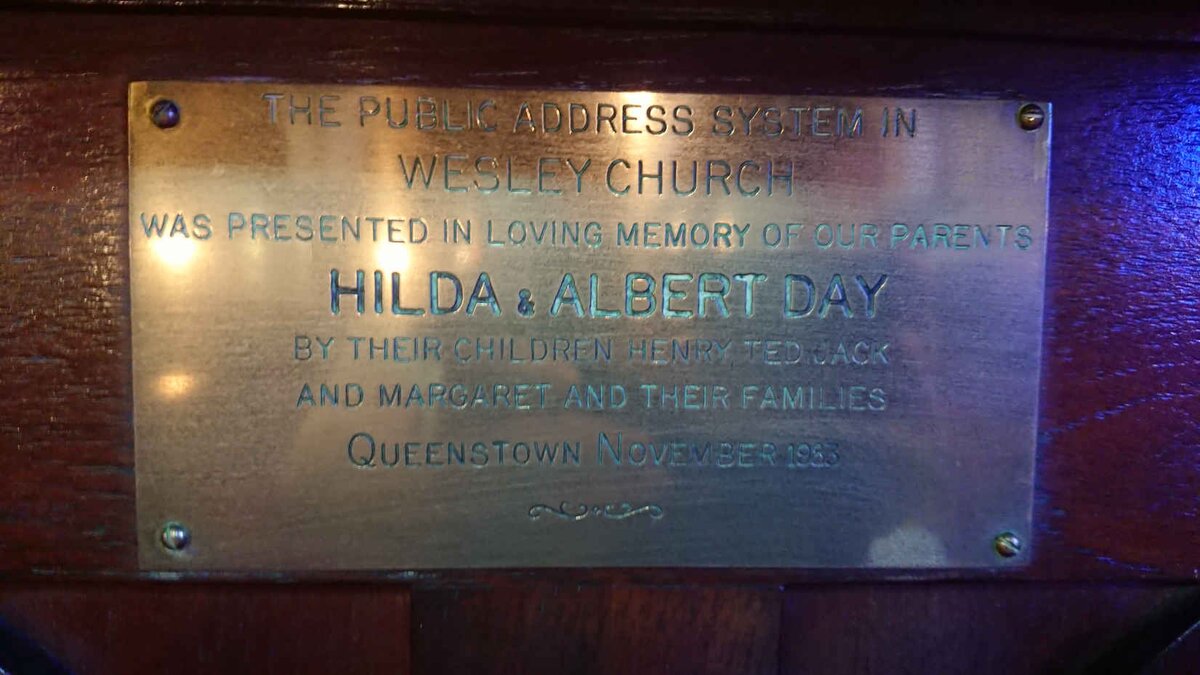 THE PUBLIC ADDRESS SYSTEM IN
WESLEY CHURCH
WAS PRESENTED IN LOVING MEMORY OF OUR PARENTS
HILDA & ALBERT DAY
BY THEIR CHILDREN HENRY, TED, JACK
AND MARGARET AND THEIR FAMILIES
QUEENSTOWN NOVEMBER